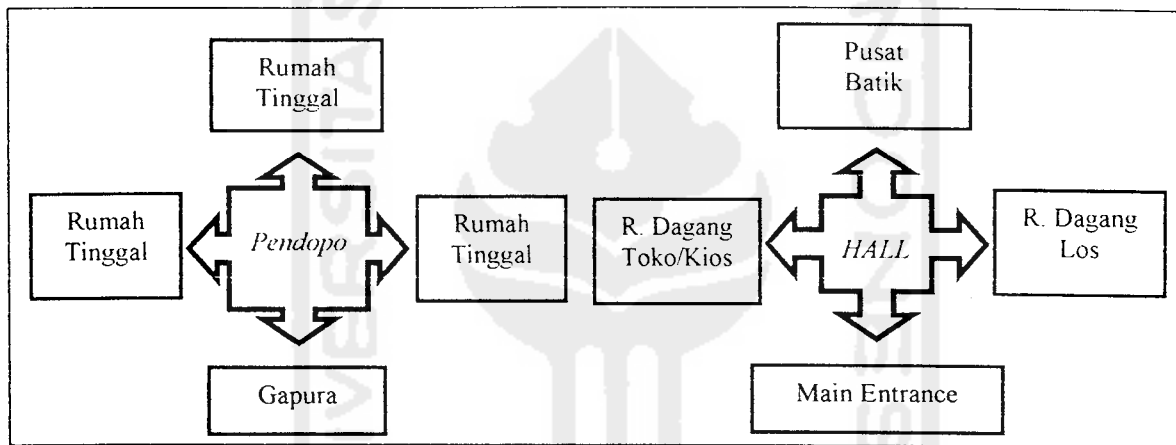 Rumah
Tinggal
Rumah
Tinggal
Pendopo
Rumah
Tinggal
Gapura
Pusat
Batik
R. Dagang
Toko/Kios
HALL
R. Dagang
Los
Main Entrance